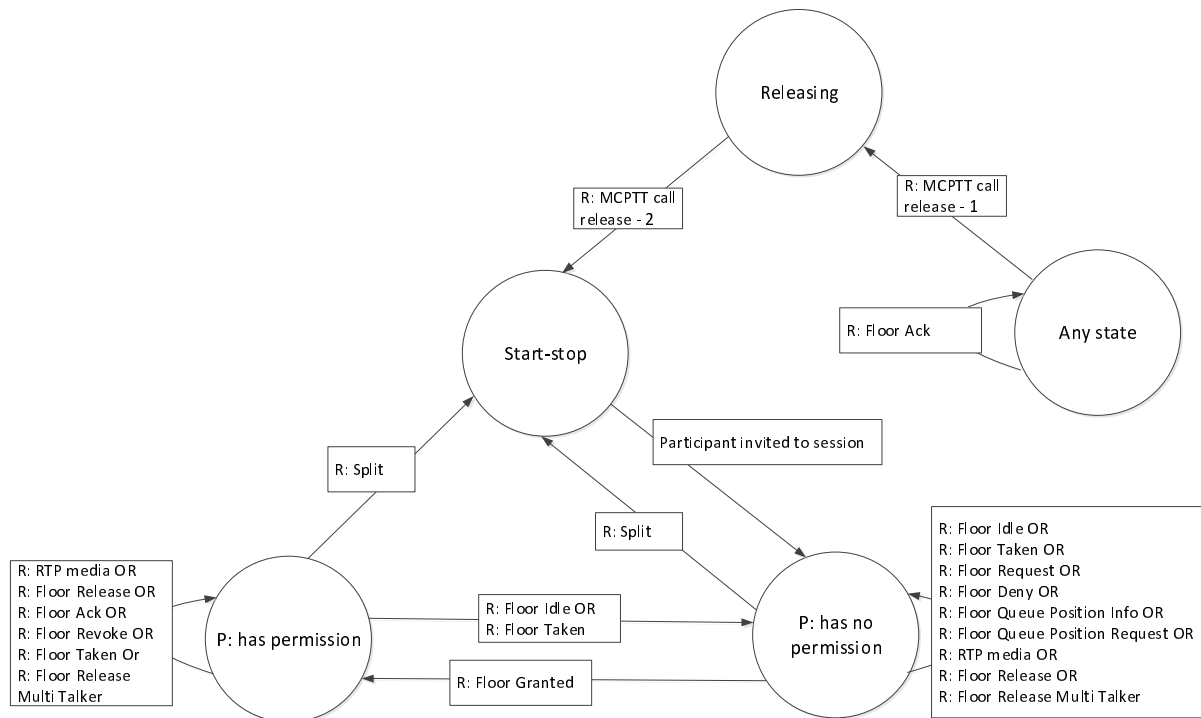 Releasing
R: MCPTT call
release - 2
R: MCPTT call
release - 1
Start-stop
R: Floor Ack
Any state
Participant invited to session
R: Split
R: Split
R: RTP media OR
R: Floor Release OR
R: Floor Ack OR
R: Floor Revoke OR
R: Floor Taken Or
R: Floor Release
Multi Talker
P: has permission
R: Floor Idle OR
R: Floor Taken
R: Floor Granted
P: has no
permission
R: Floor Idle OR
R: Floor Taken OR
R: Floor Request OR
R: Floor Deny OR
R: Floor Queue Position Info OR
R: Floor Queue Position Request OR
R: RTP media OR
R: Floor Release OR
R: Floor Release Multi Talker